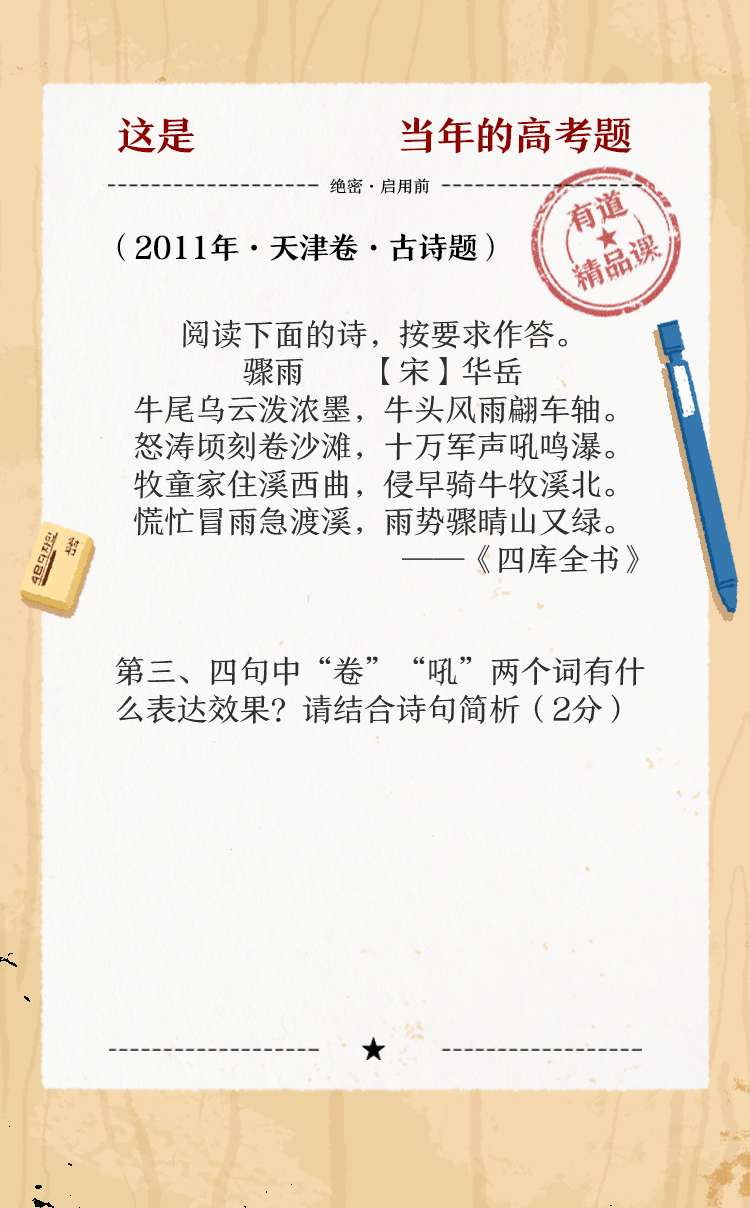 这是 当年的高考题
绝密·启用前
有道
精品课
（2011年·天津卷·古诗题）
阅读下面的诗，按要求作答。
骤雨 【宋】华岳
牛尾乌云泼浓墨，牛头风雨翩车轴。
怒涛顷刻卷沙滩，十万军声吼鸣瀑。
牧童家住溪西曲，侵早骑牛牧溪北。
慌忙冒雨急渡溪，雨势骤晴山又绿。
——《四库全书》
第三、四句中“卷”“吼”两个词有什
么表达效果？请结合诗句简析（2分）